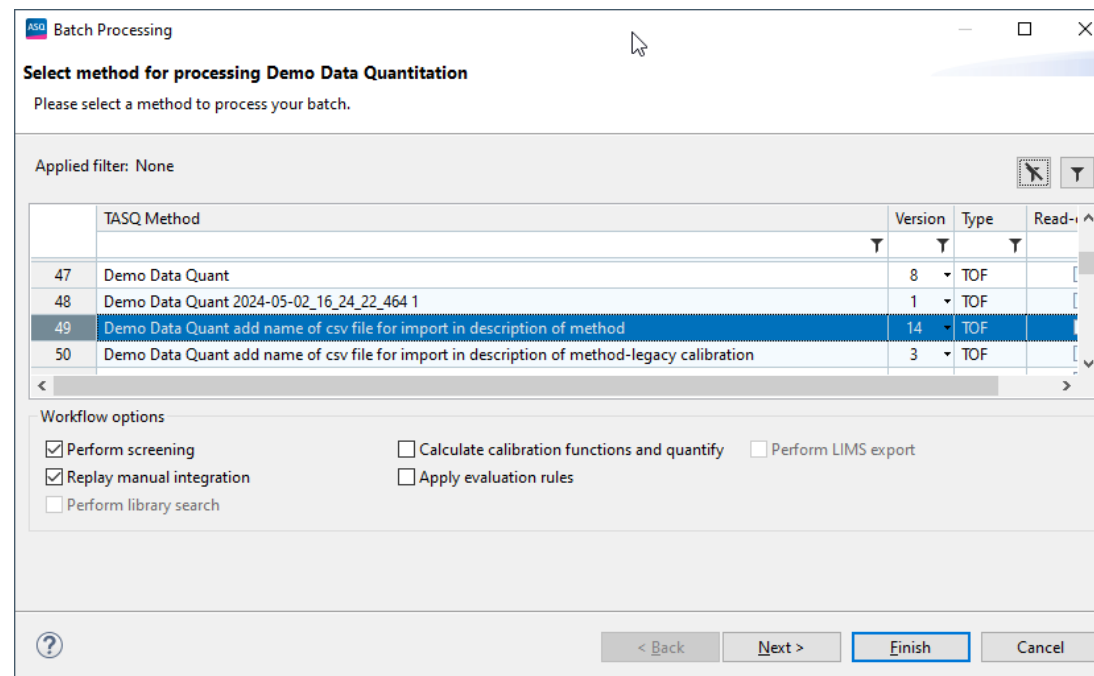 ASQ Batch Processing
Select method for processing Demo Data Quantitation
Please select a method to process your batch.
Applied filter: None
TASQ Method Version Type
47 Demo Data Quant 8 TOF
48 Demo Data Quant 2024-05-02_16_24_22_464 1 1 TOF
49 Demo Data Quant add name of csv file for import in description of method 14 TOF
50 Demo Data Quant add name of csv file for import in description of method-legacy calibration 3 TOF
Workflow options
Perform screening Calculate calibration functions and quantify Perform LIMS export
Replay manual integration Apply evaluation rules
Perform library search
? < Back Next > Finish Cancel